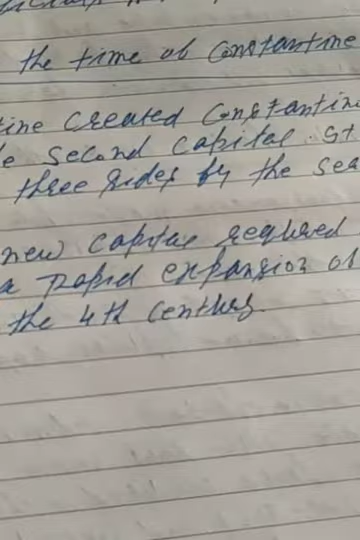 the time of Constantine
tine created Constantin
e second capital. St
three sides by the sea
new capital required
a rapid expansion of
the 4th century.